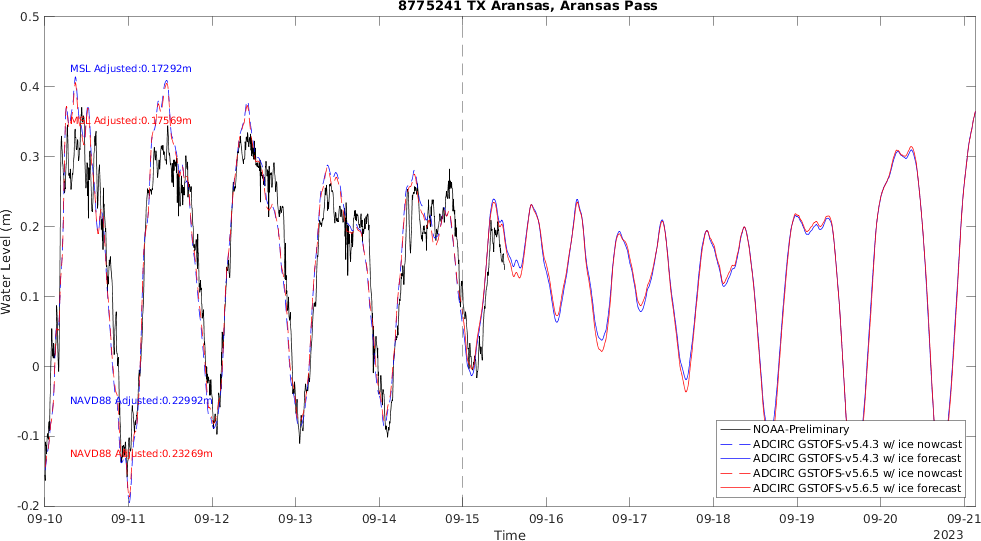 8775241 TX Aransas, Aransas Pass
0.5
0.4
0.3
0.2
0.1
0
-0.1
-0.2
Water Level (m)
MSL Adjusted:0.17292m
MSL Adjusted:0.17569m
NAVD88 Adjusted:0.22992m
NAVD88 Adjusted:0.23269m
NOAA-Preliminary
ADCIRC GSTOFS-v5.4.3 w/ ice nowcast
ADCIRC GSTOFS-v5.4.3 w/ ice forecast
ADCIRC GSTOFS-v5.6.5 w/ ice nowcast
ADCIRC GSTOFS-v5.6.5 w/ ice forecast
09-10 09-11 09-12 09-13 09-14 09-15 09-16 09-17 09-18 09-19 09-20 09-21
Time
2023